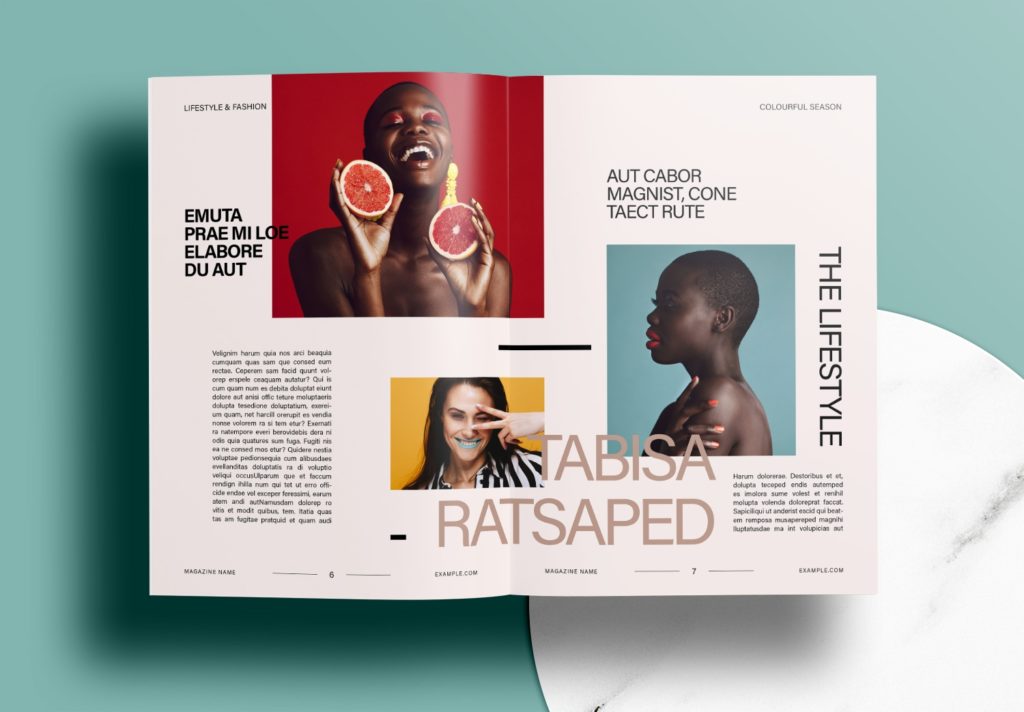 LIFESTYLE & FASHION
EMUTA
PRAE MI LOE
ELABORE
DU AUT
Velignim harum quia nos arci beaquia
cumquam quas sam que consed eum
rectae. Ceperem sam facid quunt vol-
orep erspele ceaquam autatur? Qui is
cum quam num es debita doluptat eiunt
dolore aut anisi offic teture moluptaeris
dolupta tesedione doluptatium, exerei-
um quam, net harcill orerupit es vendia
nonse volorem ra si tem etur? Exernati
ra natempore everi berovidebis dera ni
odis quia quatures sum fuga. Fugiti nis
ea ne consed mos etur? Quidere nestia
voluptae pedionsequia cum alibusdaes
evellanditas doluptatis ra di voluptio
veliqui occusUlparum que et faccum
rendign ihilla num qui tet ut erro offi-
cide endae vel exceper feressimi, earum
atem andi autNamusdam dolorep ro
vitis et modit quibus, tem. Itatia quas
tas am fugitae pratquid et quam audi
MAGAZINE NAME
6
EXAMPLE.COM
COLOURFUL SEASON
AUT CABOR
MAGNIST, CONE
TAECT RUTE
THE LIFESTYLE
TABISA
RATSAPED
Harum dolorerae. Destoribus et et,
dolupta teceped endis autemped
es imolora sume volest et renihil
molupta volenda doloreprat faccat.
Sapiciliqui ut anderist escid qui beat-
em remposa musapereped magnihi
lluptatusdae ma int volupicias aut
MAGAZINE NAME
7
EXAMPLE.COM